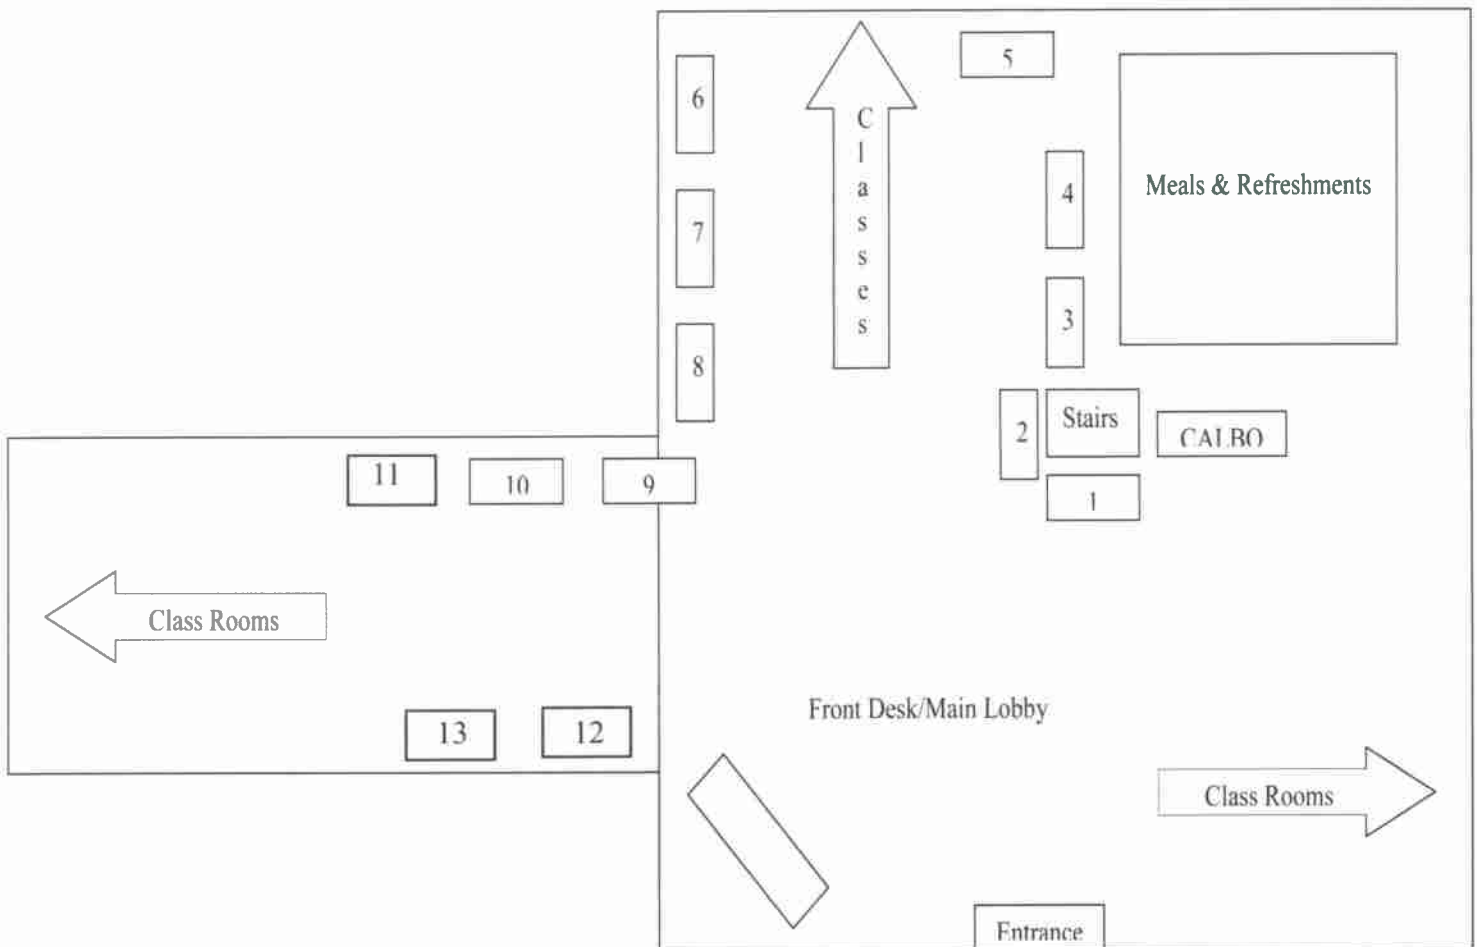 5
6
Classes
Meals & Refreshments
4
7
3
8
2
Stairs
CALBO
11
10
9
1
Class Rooms
Front Desk/Main Lobby
13
12
Class Rooms
Entrance